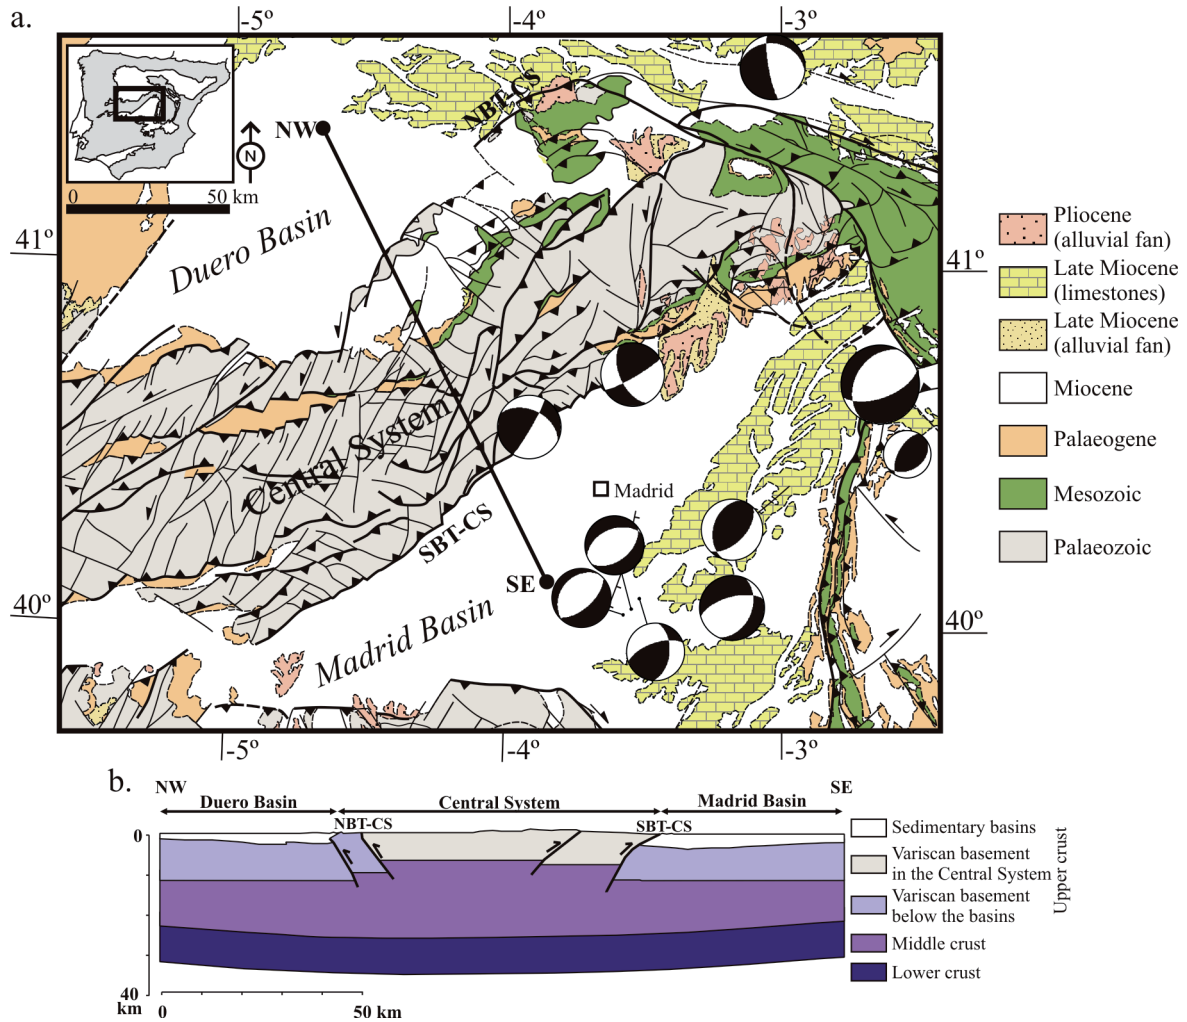 a.
-5º
-4º
-3º
N
0
50 km
NW
NBT-CS
Duero Basin
41º
41º
Central System
SBT-CS
Madrid
SE
Madrid Basin
40º
40º
-5º
-4º
-3º
Pliocene
(alluvial fan)
Late Miocene
(limestones)
Late Miocene
(alluvial fan)
Miocene
Palaeogene
Mesozoic
Palaeozoic
b.
NW
SE
Duero Basin
Central System
Madrid Basin
NBT-CS
SBT-CS
0
40
km
0
50 km
Sedimentary basins
Variscan basement
in the Central System
Variscan basement
below the basins
Middle crust
Lower crust
Upper crust